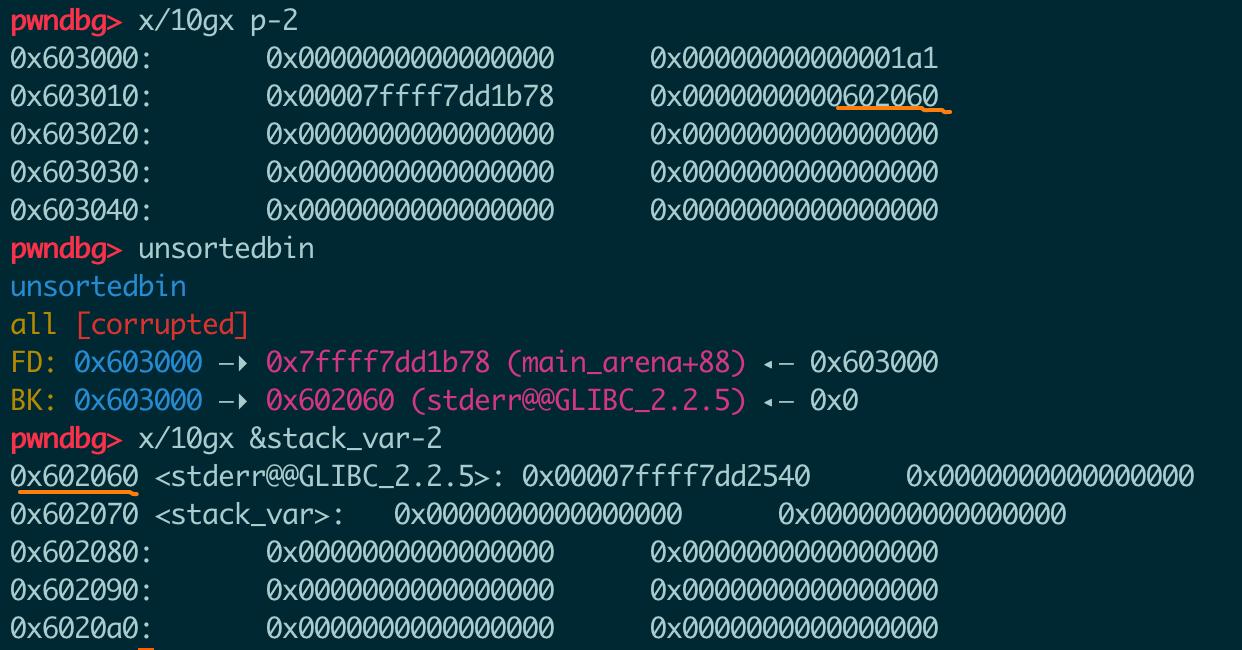 pwndbg> x/10gx p-2
0x603000: 0x0000000000000000 0x00000000000001a1
0x603010: 0x00007ffff7dd1b78 0x0000000000602060
0x603020: 0x0000000000000000 0x0000000000000000
0x603030: 0x0000000000000000 0x0000000000000000
0x603040: 0x0000000000000000 0x0000000000000000
pwndbg> unsortedbin
unsortedbin
all [corrupted]
FD: 0x603000 —▸ 0x7ffff7dd1b78 (main_arena+88) ◂— 0x603000
BK: 0x603000 —▸ 0x602060 (stderr@@GLIBC_2.2.5) ◂— 0x0
pwndbg> x/10gx &stack_var-2
0x602060 <stderr@@GLIBC_2.2.5>: 0x00007ffff7dd2540 0x0000000000000000
0x602070 <stack_var>: 0x0000000000000000 0x0000000000000000
0x602080: 0x0000000000000000 0x0000000000000000
0x602090: 0x0000000000000000 0x0000000000000000
0x6020a0: 0x0000000000000000 0x0000000000000000